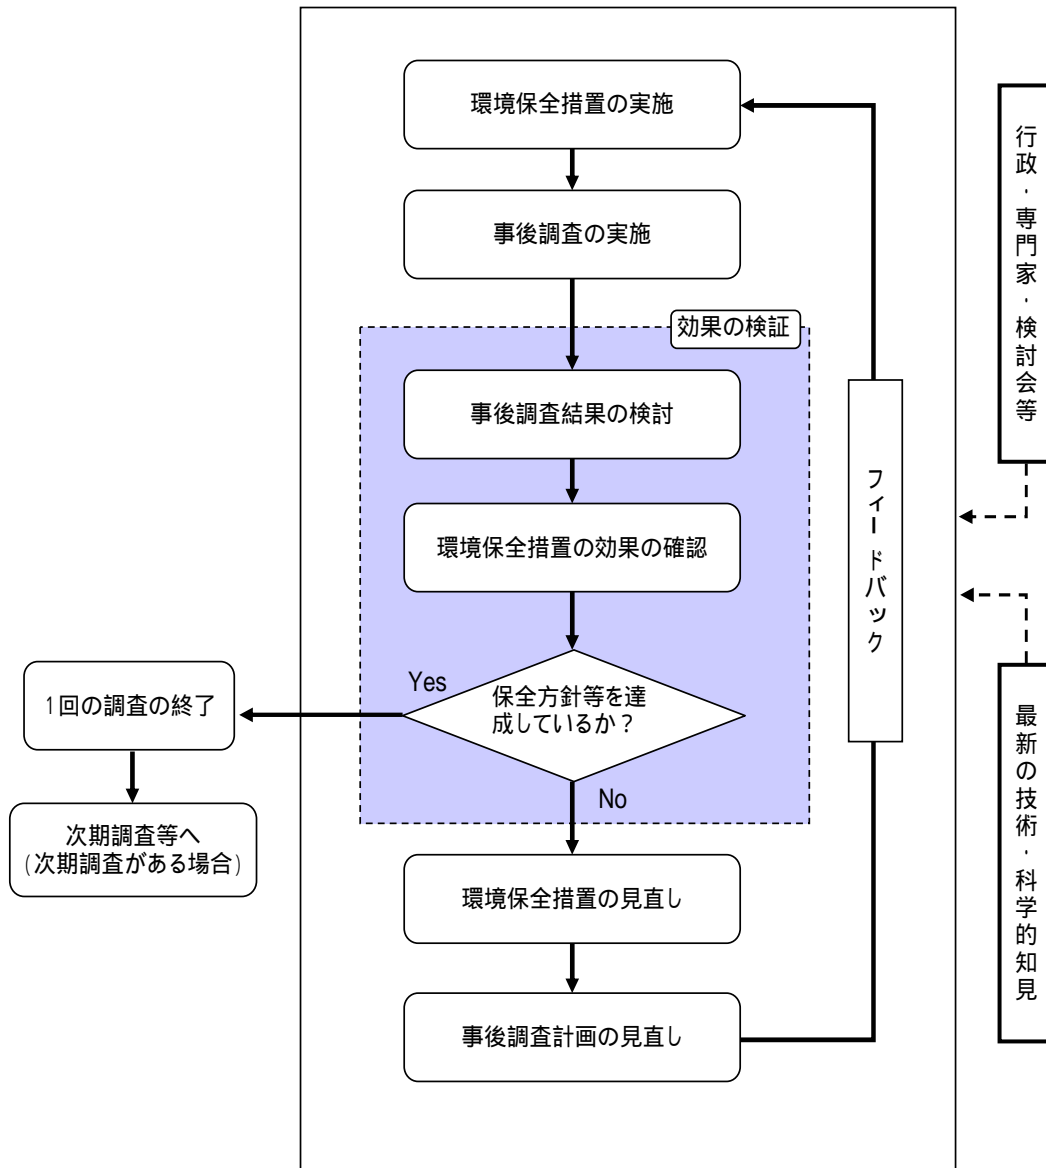 環境保全措置の実施
事後調査の実施
効果の検証
事後調査結果の検討
環境保全措置の効果の確認
保全方針等を達
成しているか？
Yes
No
1回の調査の終了
次期調査等へ
(次期調査がある場合)
環境保全措置の見直し
事後調査計画の見直し
フィードバック
行政・専門家・検討会等
最新の技術・科学的知見